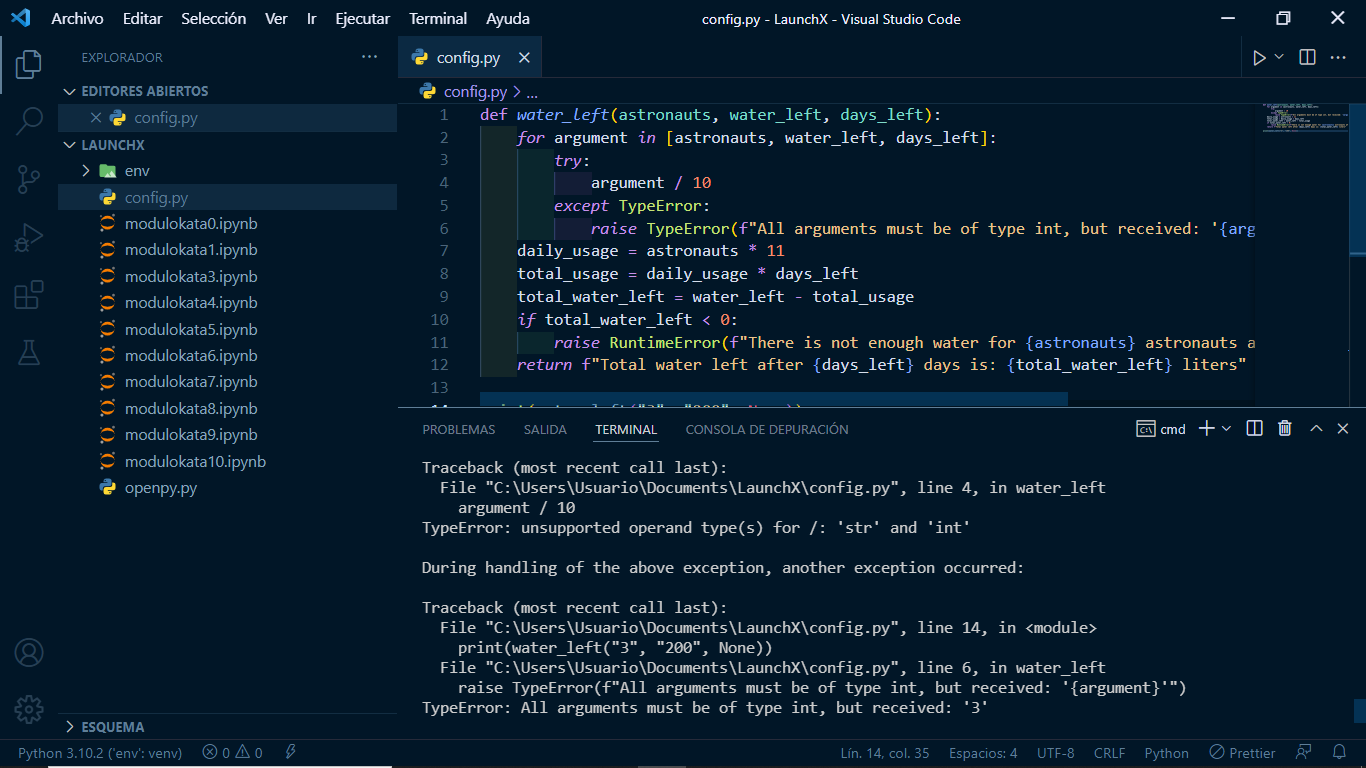 Archivo Editar Selección Ver Ir Ejecutar Terminal Ayuda
config.py - LaunchX - Visual Studio Code
EXPLORADOR
EDITORES ABIERTOS
config.py
LAUNCHX
env
config.py
modulokata0.ipynb
modulokata1.ipynb
modulokata3.ipynb
modulokata4.ipynb
modulokata5.ipynb
modulokata6.ipynb
modulokata7.ipynb
modulokata8.ipynb
modulokata9.ipynb
modulokata10.ipynb
openpy.py
ESQUEMA
config.py
config.py > ...
1 def water_left(astronauts, water_left, days_left):
2 for argument in [astronauts, water_left, days_left]:
3 try:
4 argument / 10
5 except TypeError:
6 raise TypeError(f"All arguments must be of type int, but received: '{arg
7 daily_usage = astronauts * 11
8 total_usage = daily_usage * days_left
9 total_water_left = water_left - total_usage
10 if total_water_left < 0:
11 raise RuntimeError(f"There is not enough water for {astronauts} astronauts a
12 return f"Total water left after {days_left} days is: {total_water_left} liters"
13
14 print(water_left("3", "200", None))
PROBLEMAS SALIDA TERMINAL CONSOLA DE DEPURACIÓN
cmd
Traceback (most recent call last):
File "C:\Users\Usuario\Documents\LaunchX\config.py", line 4, in water_left
argument / 10
TypeError: unsupported operand type(s) for /: 'str' and 'int'
During handling of the above exception, another exception occurred:
Traceback (most recent call last):
File "C:\Users\Usuario\Documents\LaunchX\config.py", line 14, in <module>
print(water_left("3", "200", None))
File "C:\Users\Usuario\Documents\LaunchX\config.py", line 6, in water_left
raise TypeError(f"All arguments must be of type int, but received: '{argument}'")
TypeError: All arguments must be of type int, but received: '3'
Python 3.10.2 ('env': venv) 0 0
Lín. 14, col. 35 Espacios: 4 UTF-8 CRLF Python Prettier